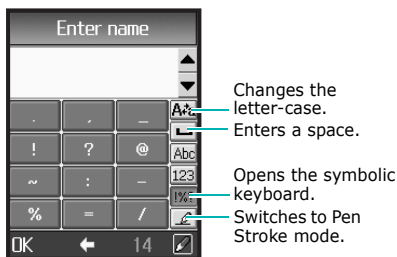 Enter name
. , _ Aa
! ? @ Abc
~ : – 123
% = / !%?
OK 14
Changes the
letter-case.
Enters a space.
Opens the symbolic
keyboard.
Switches to Pen
Stroke mode.